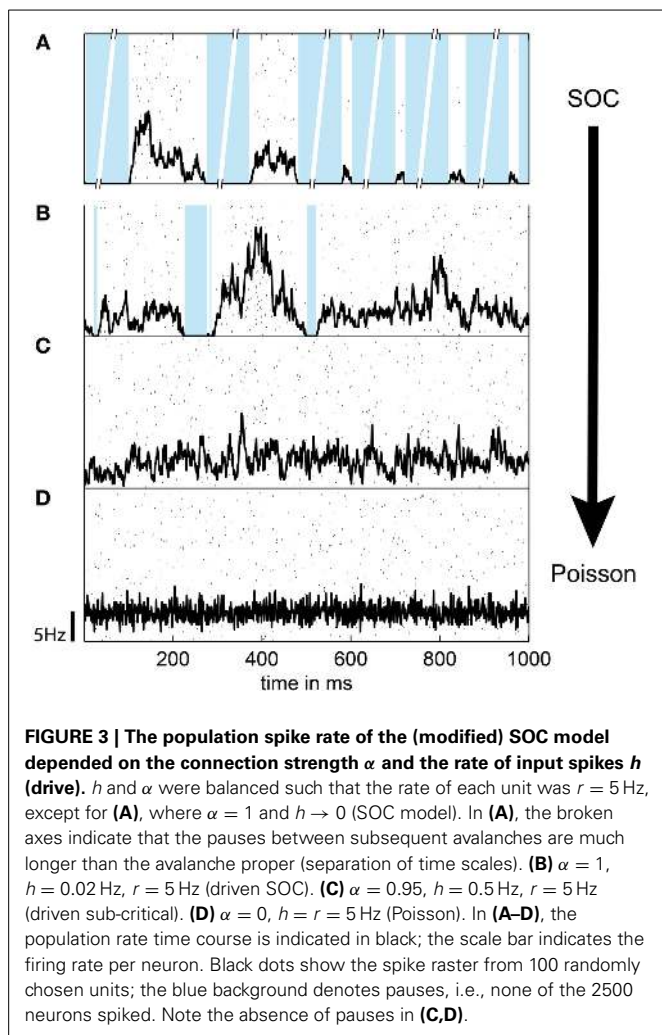 A
SOC
B
C
D
Poisson
5Hz
200 400 600 800 1000
time in ms
FIGURE 3 | The population spike rate of the (modified) SOC model
depended on the connection strength α and the rate of input spikes h
(drive). h and α were balanced such that the rate of each unit was r = 5 Hz,
except for (A), where α = 1 and h → 0 (SOC model). In (A), the broken
axes indicate that the pauses between subsequent avalanches are much
longer than the avalanche proper (separation of time scales). (B) α = 1,
h = 0.02 Hz, r = 5 Hz (driven SOC). (C) α = 0.95, h = 0.5 Hz, r = 5 Hz
(driven sub-critical). (D) α = 0, h = r = 5 Hz (Poisson). In (A–D), the
population rate time course is indicated in black; the scale bar indicates the
firing rate per neuron. Black dots show the spike raster from 100 randomly
chosen units; the blue background denotes pauses, i.e., none of the 2500
neurons spiked. Note the absence of pauses in (C,D).